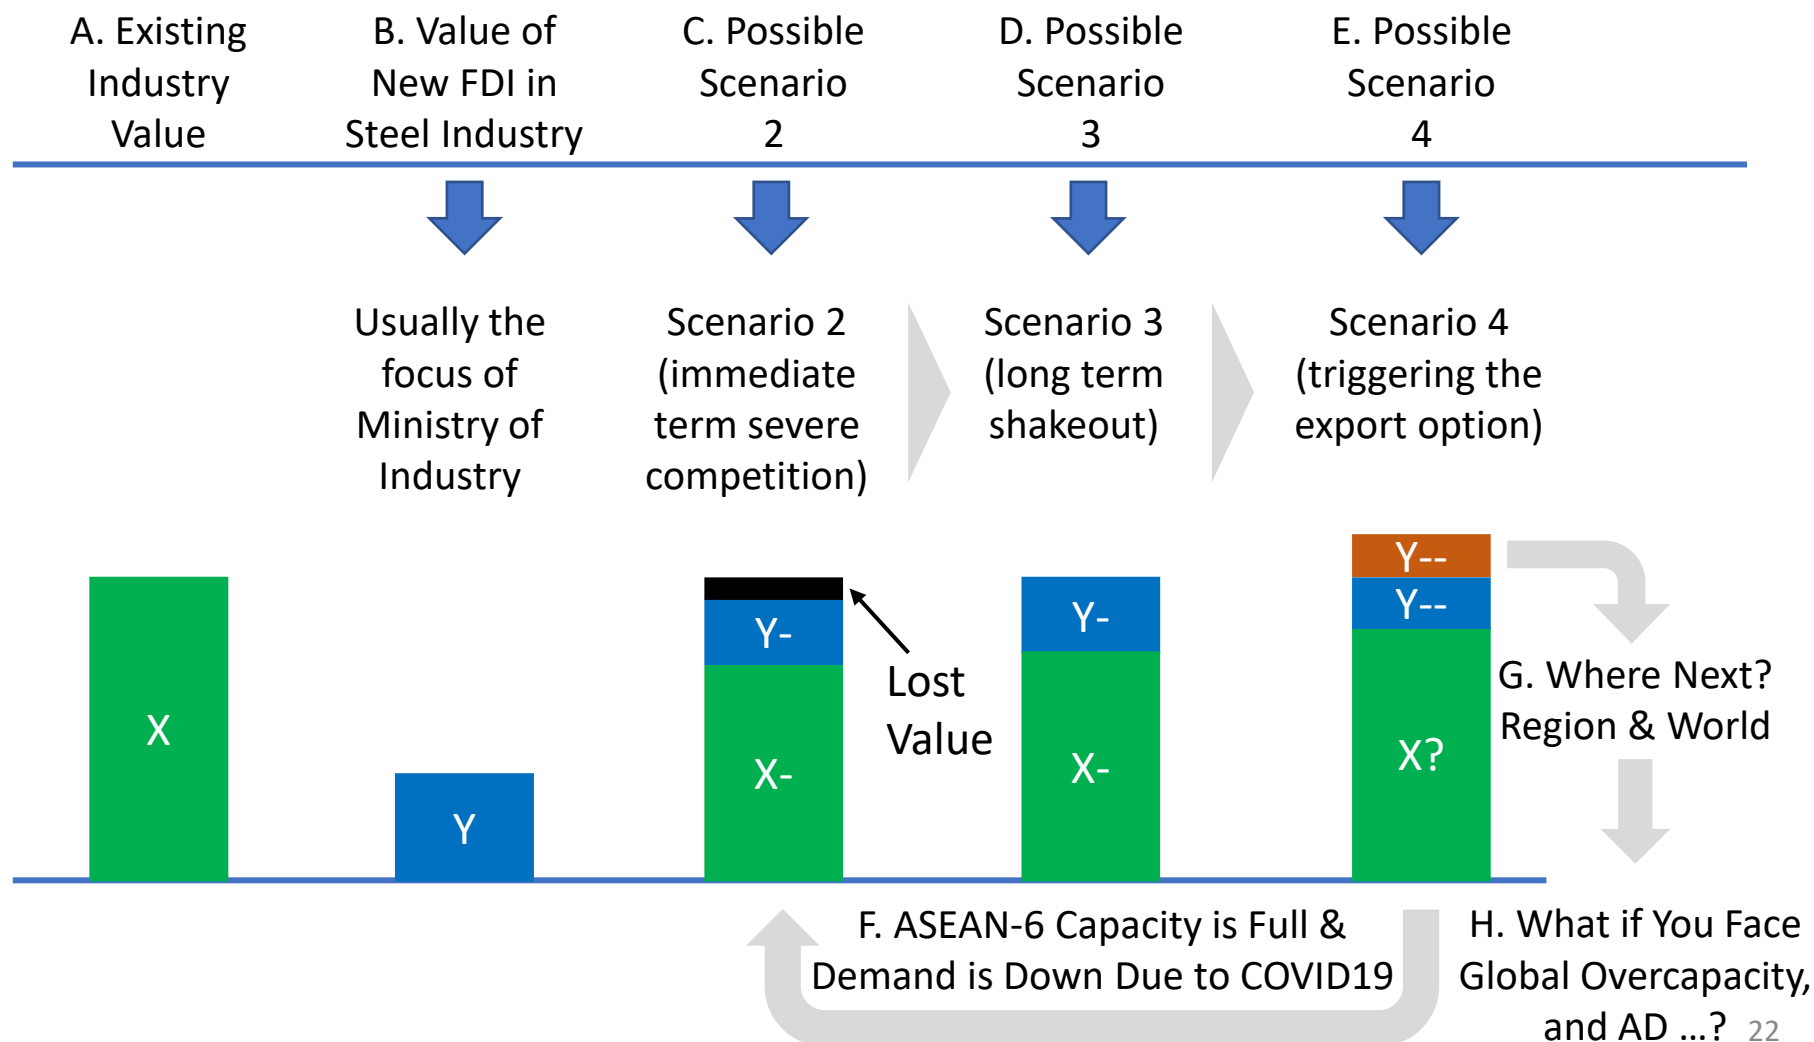 A. Existing
Industry
Value
B. Value of
New FDI in
Steel Industry
C. Possible
Scenario
2
D. Possible
Scenario
3
E. Possible
Scenario
4
Usually the
focus of
Ministry of
Industry
Scenario 2
(immediate
term severe
competition)
Scenario 3
(long term
shakeout)
Scenario 4
(triggering the
export option)
X
Y
Y-
X-
Lost
Value
Y-
X-
Y--
Y--
X?
G. Where Next?
Region & World
F. ASEAN-6 Capacity is Full &
Demand is Down Due to COVID19
H. What if You Face
Global Overcapacity,
and AD ...?
22